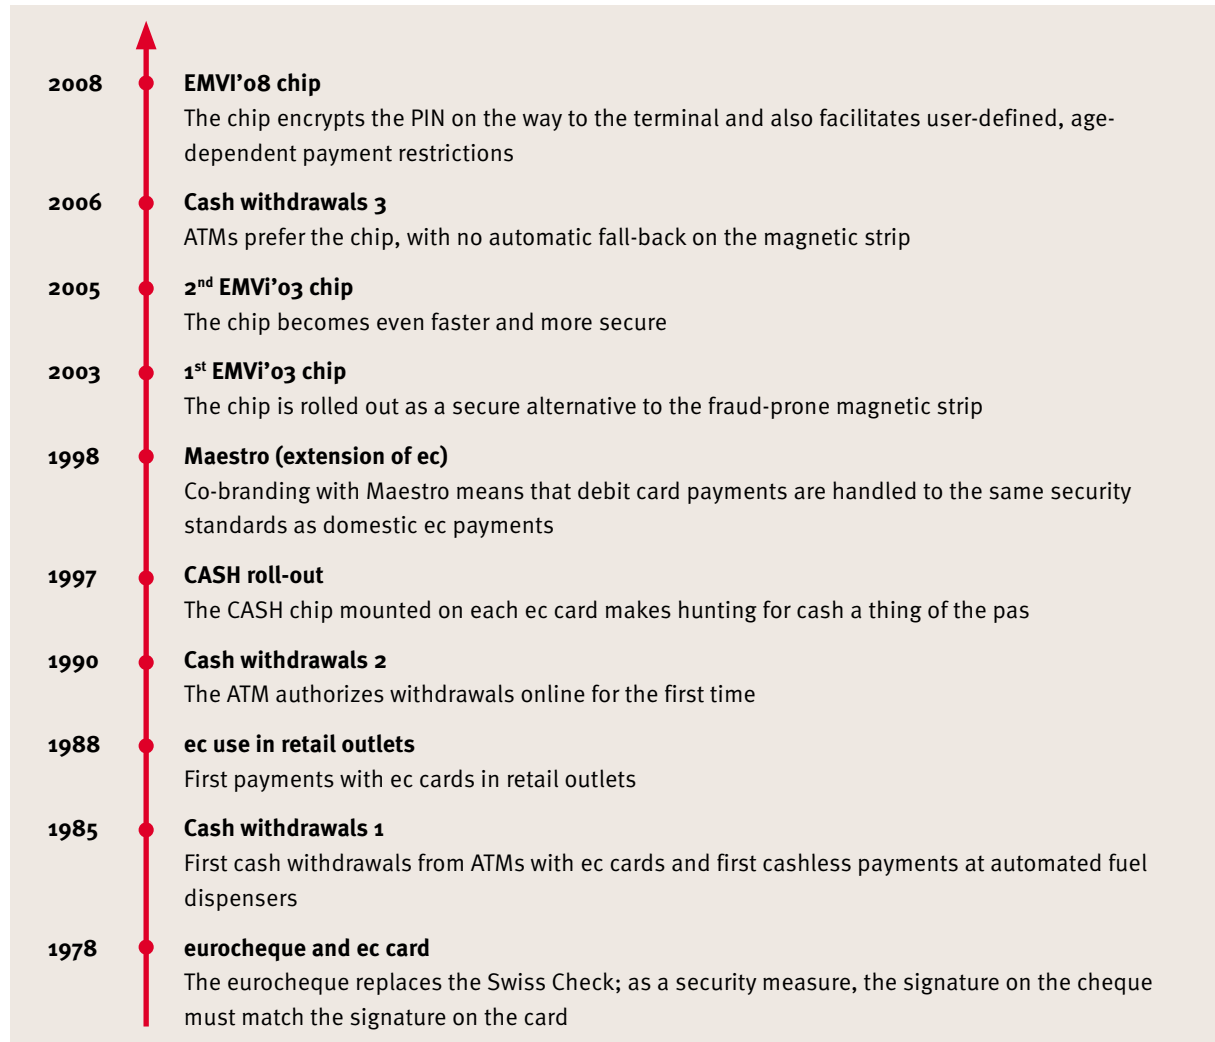 2008 EMVI’08 chip
The chip encrypts the PIN on the way to the terminal and also facilitates user-defined, age-
dependent payment restrictions
2006 Cash withdrawals 3
ATMs prefer the chip, with no automatic fall-back on the magnetic strip
2005 2nd EMVi’03 chip
The chip becomes even faster and more secure
2003 1st EMVi’03 chip
The chip is rolled out as a secure alternative to the fraud-prone magnetic strip
1998 Maestro (extension of ec)
Co-branding with Maestro means that debit card payments are handled to the same security
standards as domestic ec payments
1997 CASH roll-out
The CASH chip mounted on each ec card makes hunting for cash a thing of the pas
1990 Cash withdrawals 2
The ATM authorizes withdrawals online for the first time
1988 ec use in retail outlets
First payments with ec cards in retail outlets
1985 Cash withdrawals 1
First cash withdrawals from ATMs with ec cards and first cashless payments at automated fuel
dispensers
1978 eurocheque and ec card
The eurocheque replaces the Swiss Check; as a security measure, the signature on the cheque
must match the signature on the card